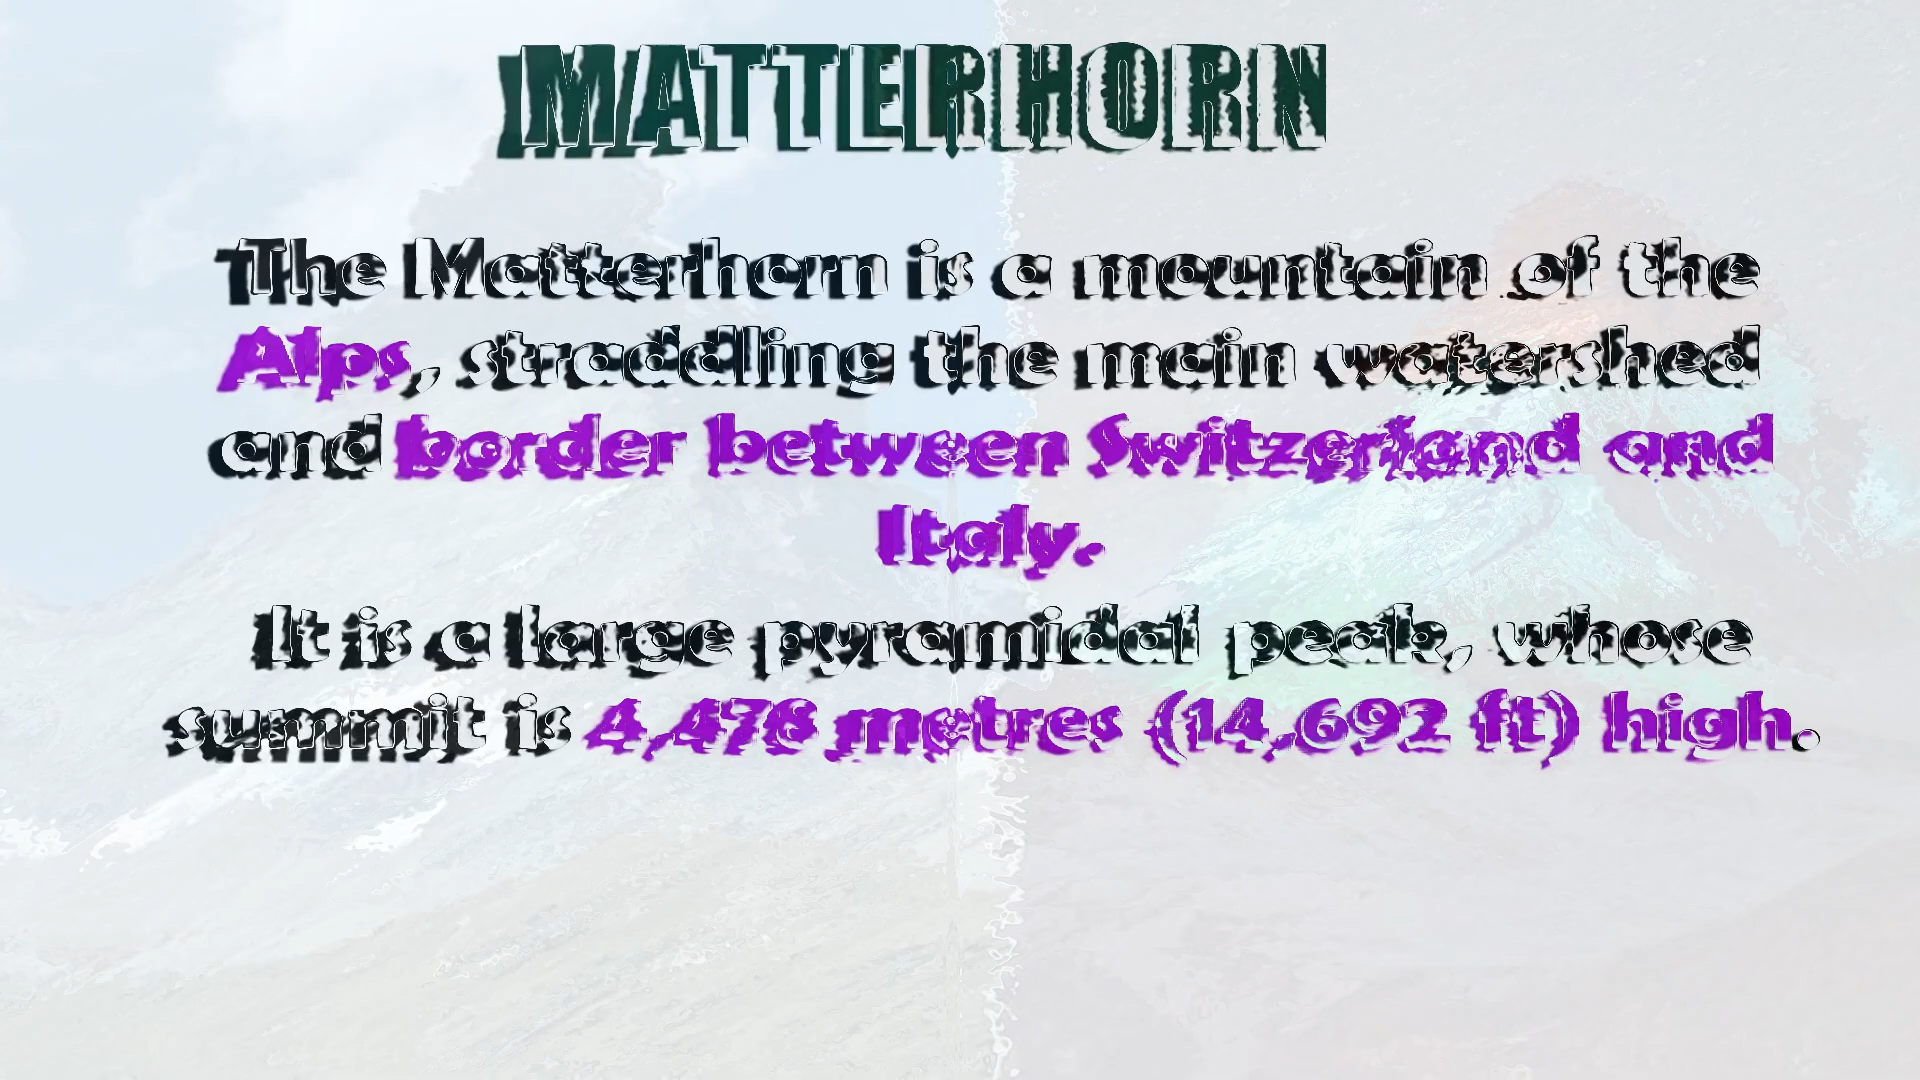 MATTERHORN
The Matterhorn is a mountain of the
Alps, straddling the main watershed
and border between Switzerland and
Italy.
It is a large pyramidal peak, whose
summit is 4,478 metres (14,692 ft) high.